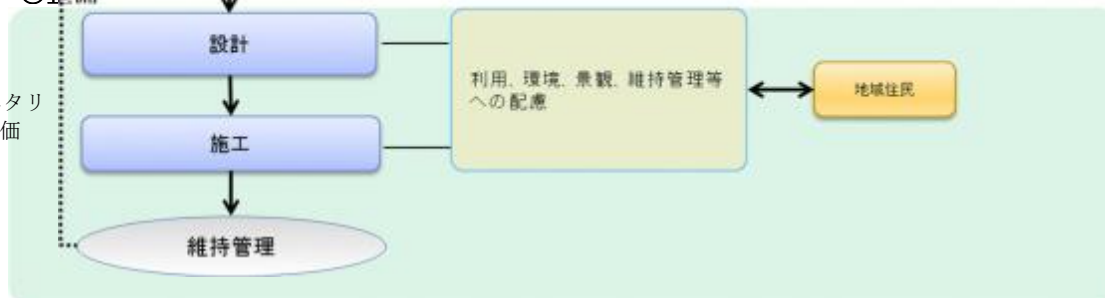 設計
タリ
価
利用、環境、景観、維持管理等
への配慮
地域住民
施工
維持管理